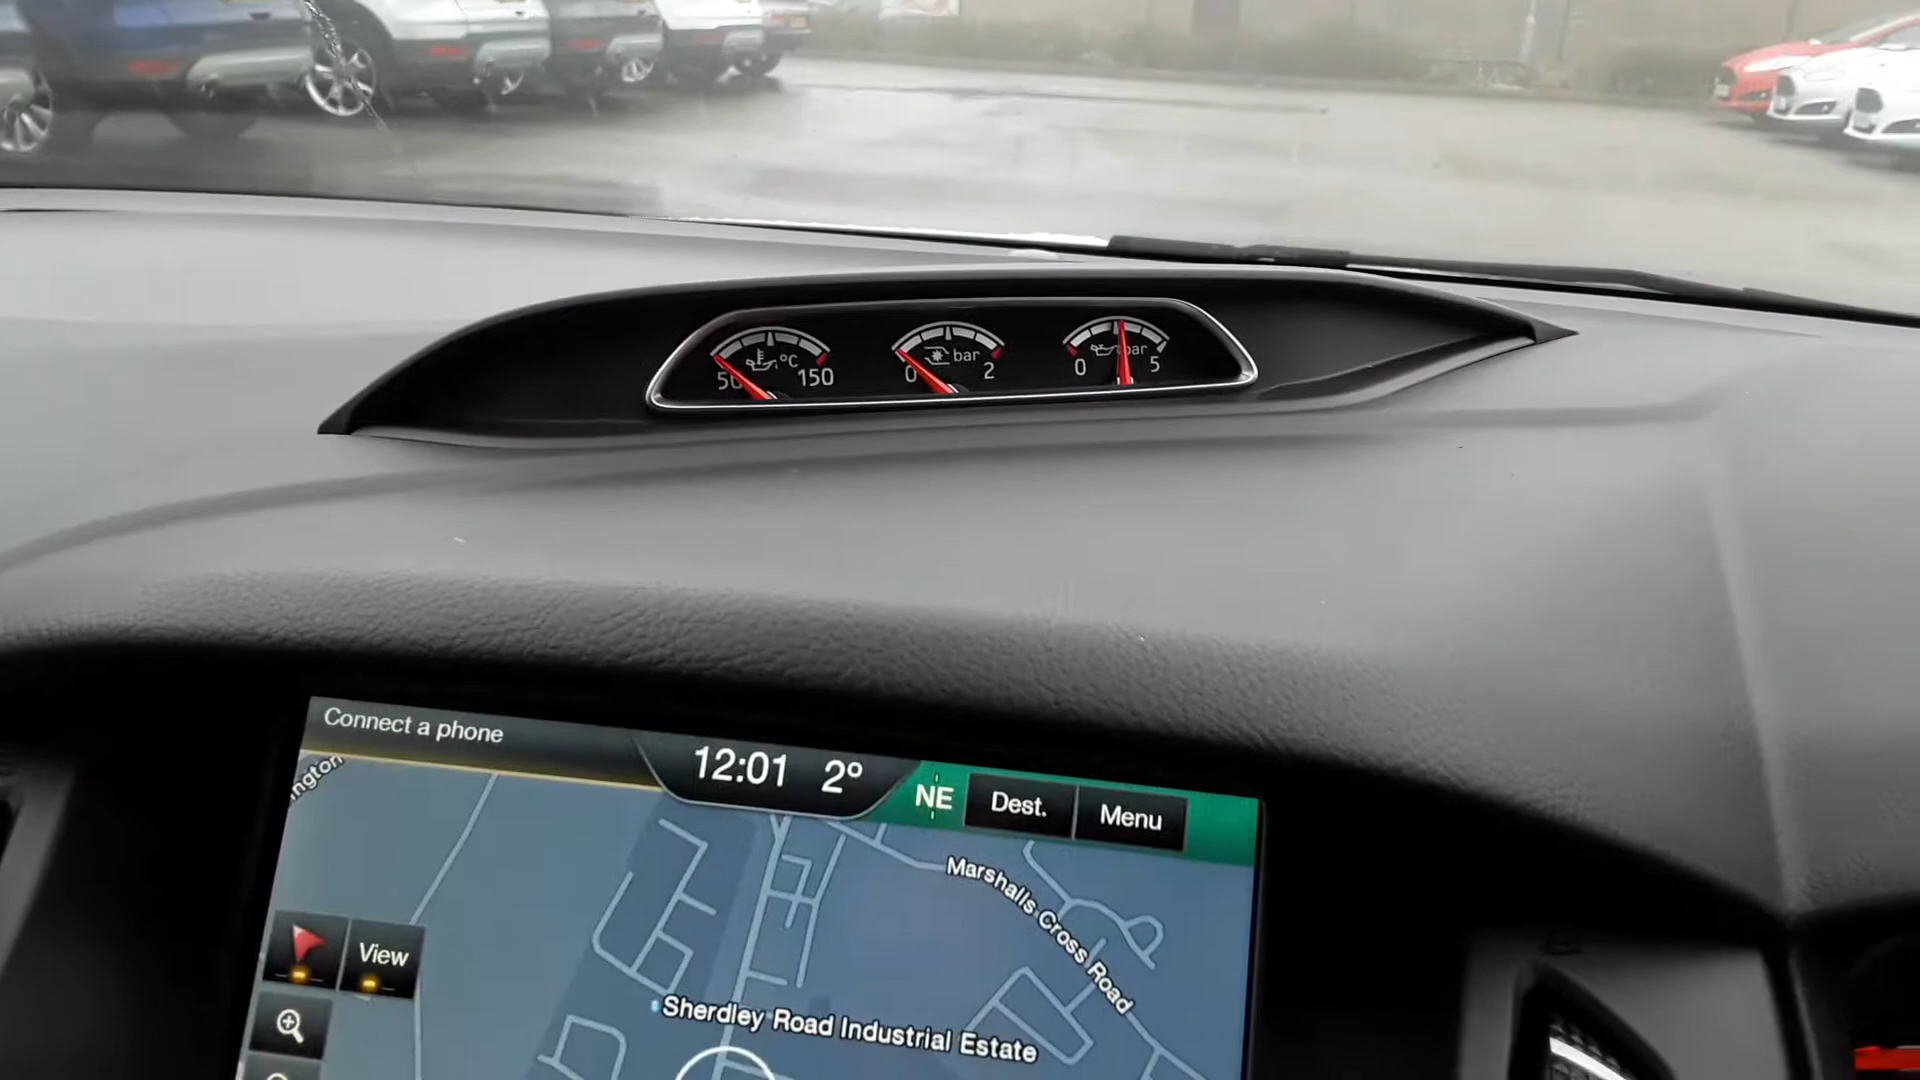 50 °C 150
0 bar 2
0 bar 5
Connect a phone
12:01 2°
NE
Dest.
Menu
ington
Marshalls Cross Road
View
Sherdley Road Industrial Estate